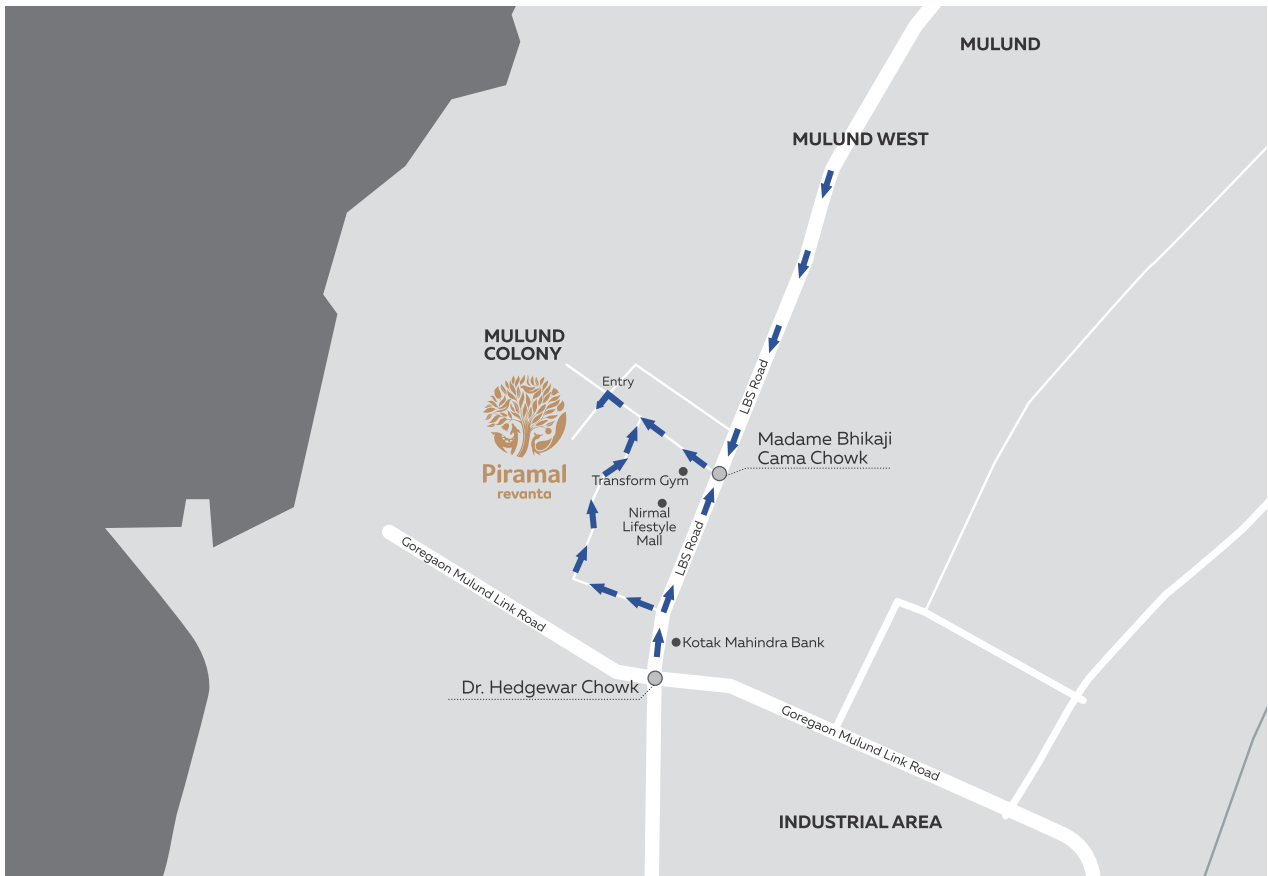 MULUND
MULUND WEST
MULUND
COLONY
Entry
LBS Road
Piramal
revanta
Madame Bhikaji
Cama Chowk
Transform Gym
Nirmal
Lifestyle
Mall
LBS Road
Goregaon Mulund Link Road
Kotak Mahindra Bank
Dr. Hedgewar Chowk
Goregaon Mulund Link Road
INDUSTRIAL AREA